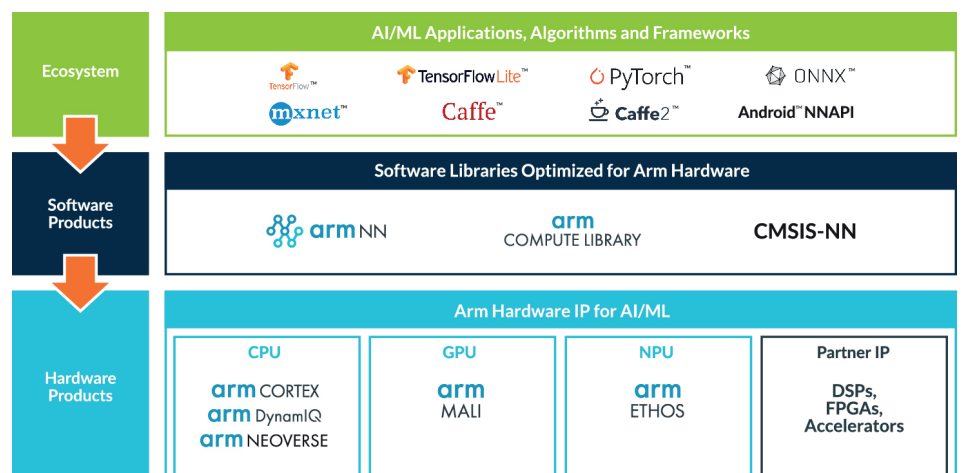 Ecosystem
AI/ML Applications, Algorithms and Frameworks
TensorFlow™
TensorFlow Lite™
PyTorch™
ONNX™
mxnet™
Caffe™
Caffe2™
Android™ NNAPI
Software
Products
Software Libraries Optimized for Arm Hardware
arm NN
arm
COMPUTE LIBRARY
CMSIS-NN
Hardware
Products
Arm Hardware IP for AI/ML
CPU
arm CORTEX
arm DynamIQ
arm NEOVERSE
GPU
arm
MALI
NPU
arm
ETHOS
Partner IP
DSPs,
FPGAs,
Accelerators